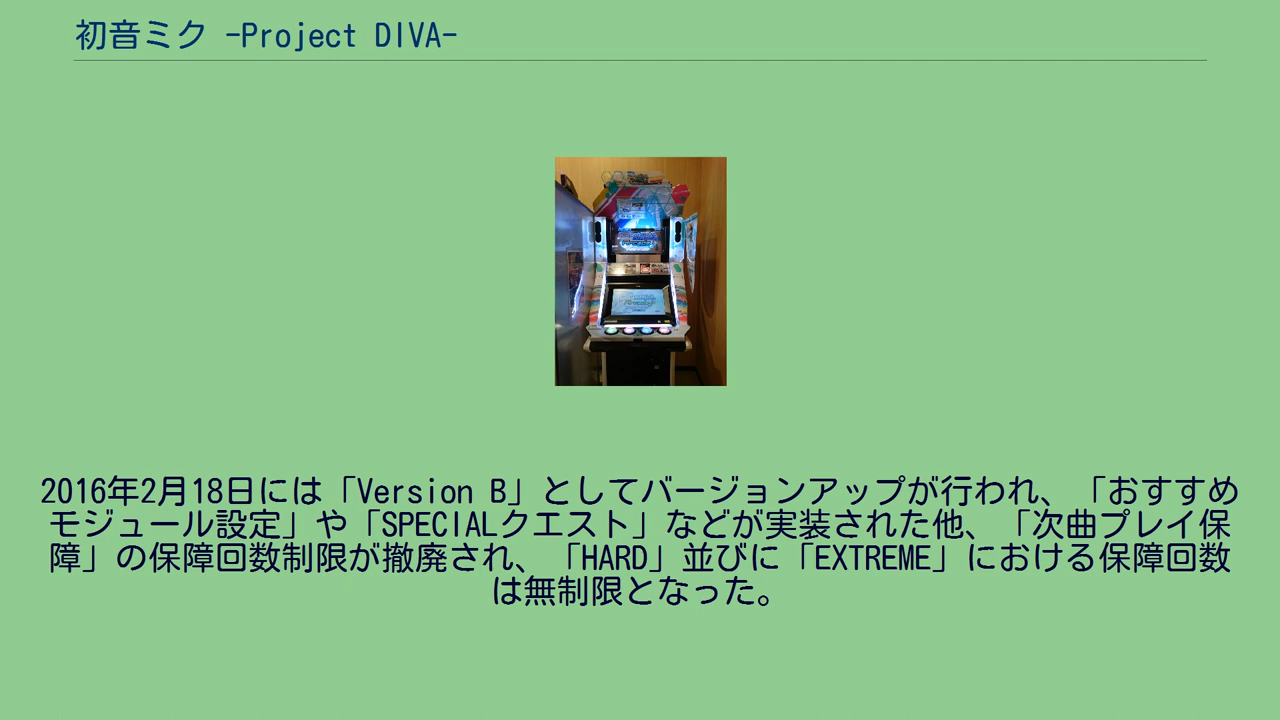 初音ミク -Project DIVA-
2016年2月18日には「Version B」としてバージョンアップが行われ、「おすすめ
モジュール設定」や「SPECIALクエスト」などが実装された他、「次曲プレイ保
障」の保障回数制限が撤廃され、「HARD」並びに「EXTREME」における保障回数
は無制限となった。